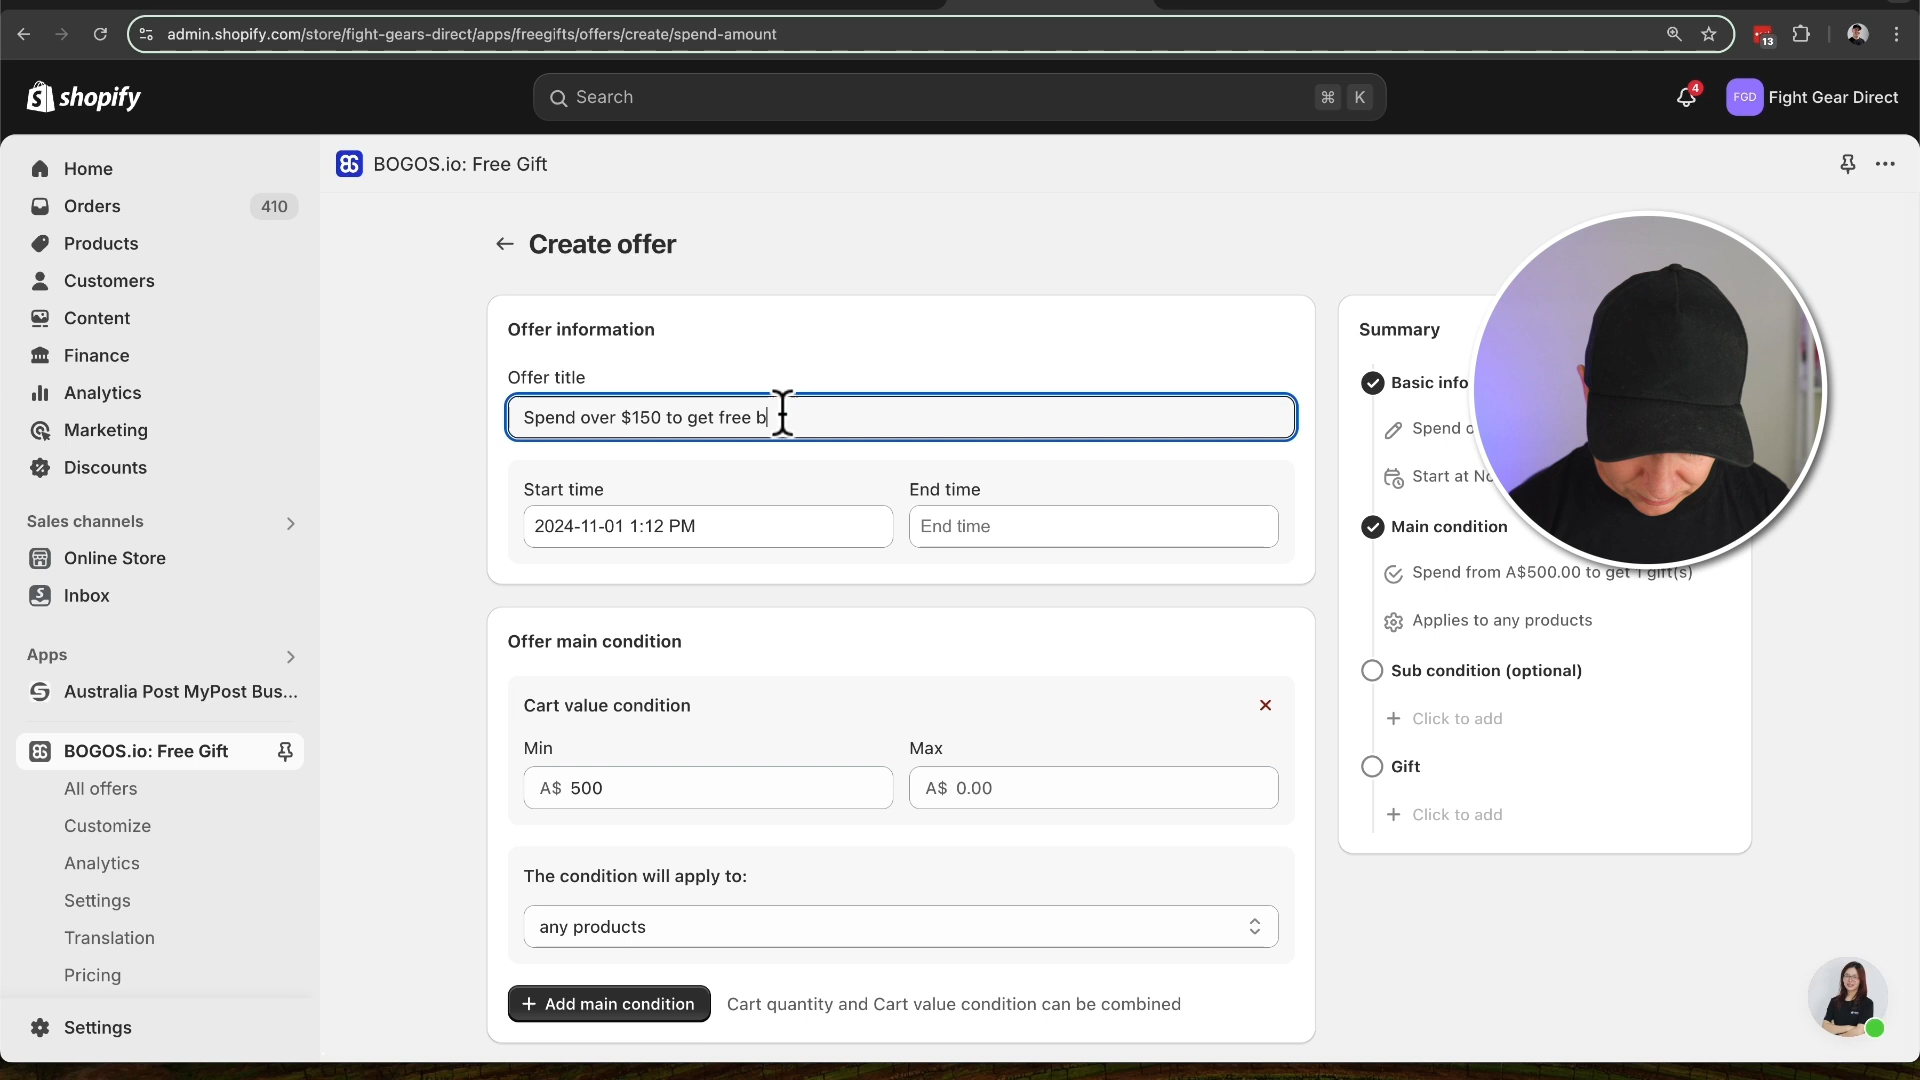 admin.shopify.com/store/fight-gears-direct/apps/freegifts/offers/create/spend-amount
13
shopify
Search
⌘ K
4
FGD
Fight Gear Direct
Home
Orders
410
Products
Customers
Content
Finance
Analytics
Marketing
Discounts
Sales channels
Online Store
Inbox
Apps
Australia Post MyPost Bus...
BOGOS.io: Free Gift
All offers
Customize
Analytics
Settings
Translation
Pricing
Settings
BOGOS.io: Free Gift
Create offer
Offer information
Offer title
Spend over $150 to get free b
Start time
End time
2024-11-01 1:12 PM
End time
Offer main condition
Cart value condition
Min
Max
A$ 500
A$ 0.00
The condition will apply to:
any products
Add main condition
Cart quantity and Cart value condition can be combined
Summary
Basic info
Spend
Start at
Main condition
Spend from A$500.00 to get 1 gift(s)
Applies to any products
Sub condition (optional)
Click to add
Gift
Click to add